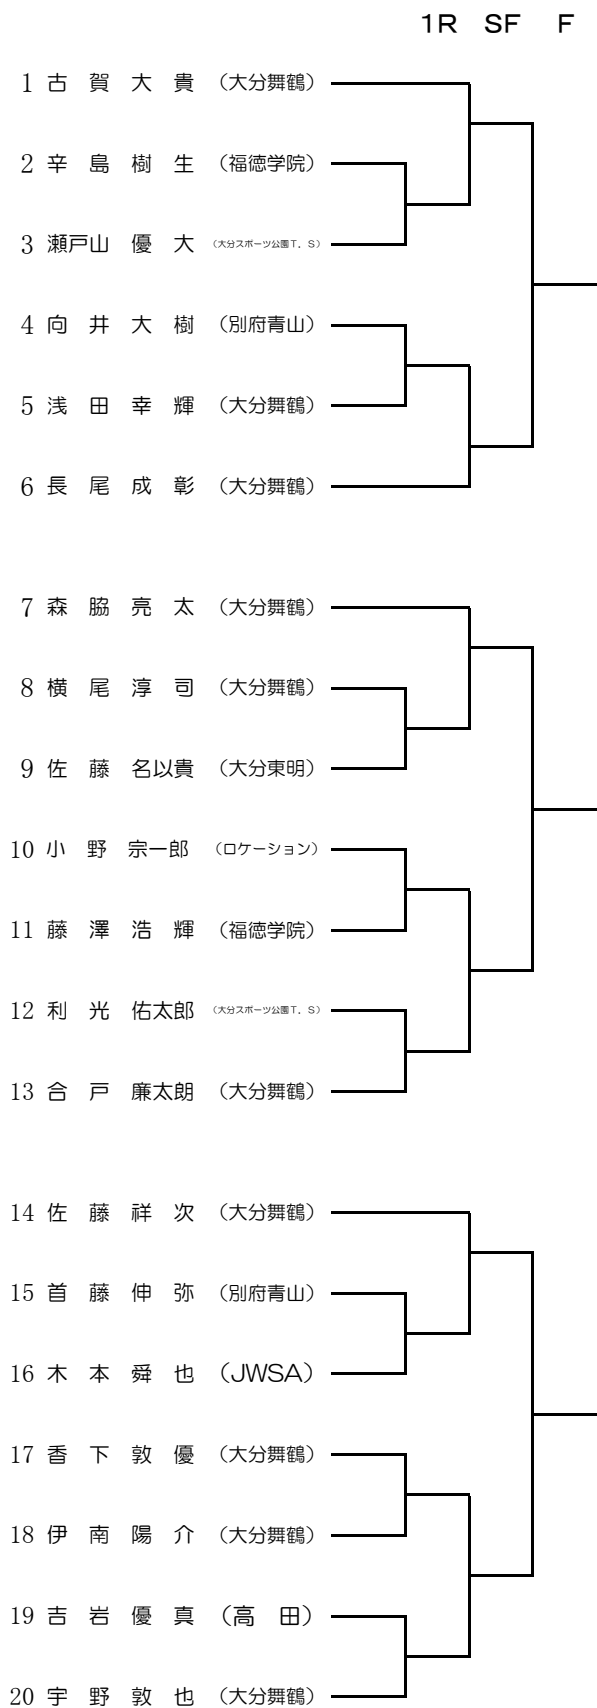 1R SF F
1 古賀大貴 (大分舞鶴)
2 辛島樹生 (福徳学院)
3 瀬戸山優大 (大分スポーツ公園T.S)
4 向井大樹 (別府青山)
5 浅田幸輝 (大分舞鶴)
6 長尾成彰 (大分舞鶴)
7 森脇亮太 (大分舞鶴)
8 横尾淳司 (大分舞鶴)
9 佐藤名以貴 (大分東明)
10 小野宗一郎 (ロケーション)
11 藤澤浩輝 (福徳学院)
12 利光佑太郎 (大分スポーツ公園T.S)
13 合戸廉太朗 (大分舞鶴)
14 佐藤祥次 (大分舞鶴)
15 首藤伸弥 (別府青山)
16 木本舜也 (JWSA)
17 香下敦優 (大分舞鶴)
18 伊南陽介 (大分舞鶴)
19 吉岩優真 (高田)
20 宇野敦也 (大分舞鶴)